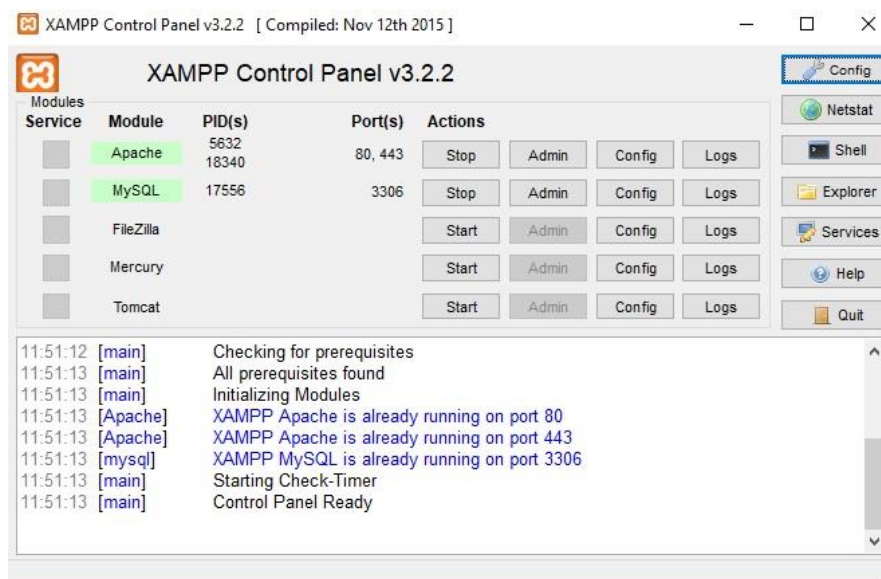 XAMPP Control Panel v3.2.2 [ Compiled: Nov 12th 2015 ]
XAMPP Control Panel v3.2.2
Config
Modules
Service Module PID(s) Port(s) Actions
Netstat
Apache 5632 18340 80, 443 Stop Admin Config Logs
Shell
MySQL 17556 3306 Stop Admin Config Logs
Explorer
FileZilla Start Admin Config Logs
Services
Mercury Start Admin Config Logs
Help
Tomcat Start Admin Config Logs
Quit
11:51:12 [main] Checking for prerequisites
11:51:13 [main] All prerequisites found
11:51:13 [main] Initializing Modules
11:51:13 [Apache] XAMPP Apache is already running on port 80
11:51:13 [Apache] XAMPP Apache is already running on port 443
11:51:13 [mysql] XAMPP MySQL is already running on port 3306
11:51:13 [main] Starting Check-Timer
11:51:13 [main] Control Panel Ready